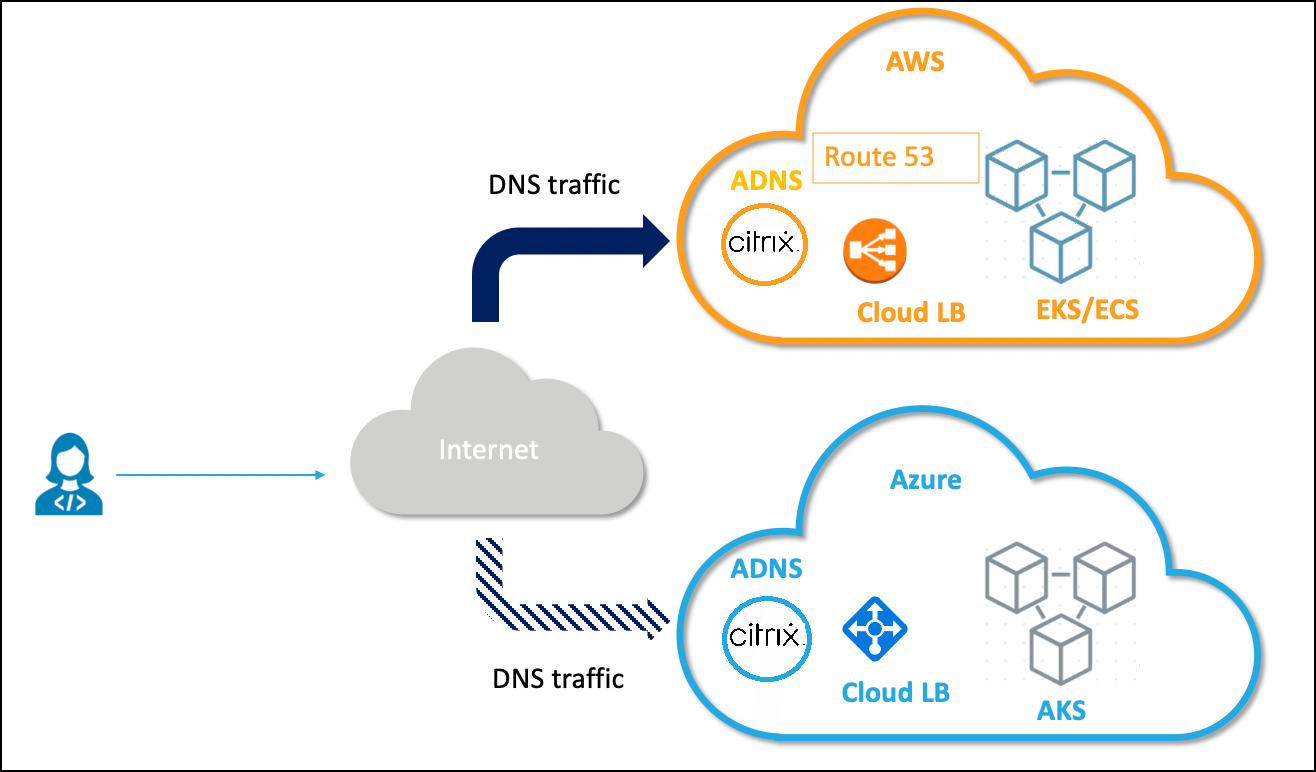 AWS
Route 53
DNS traffic
ADNS
citrix.
Cloud LB
EKS/ECS
Internet
</>
Azure
ADNS
citrix.
Cloud LB
DNS traffic
AKS